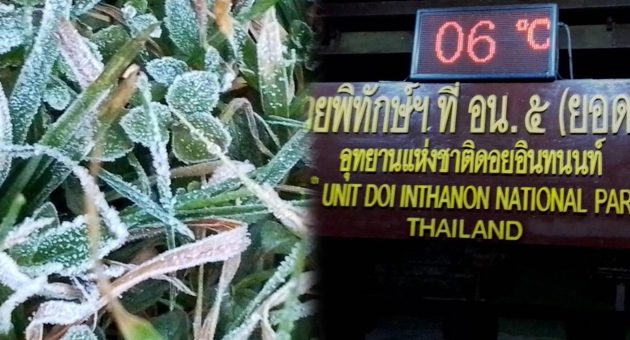 06 °C
วยพิทักษ์ฯ ที่ อน. ๕ (ยอด
อุทยานแห่งชาติดอยอินทนนท์
UNIT DOI INTHANON NATIONAL PAR
THAILAND